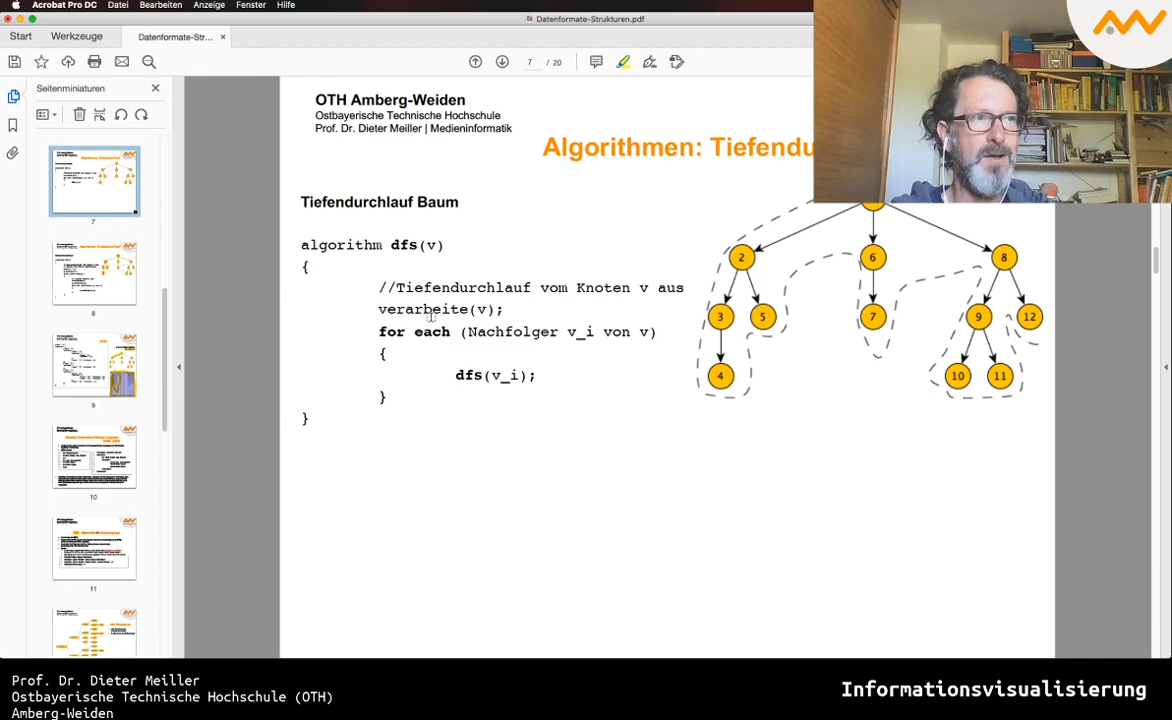 Acrobat Pro DC Datei Bearbeiten Anzeige Fenster Hilfe
Datenformate-Strukturen.pdf
Start Werkzeuge Datenformate-Str... ×
7 / 20
Seitenminiaturen
7
8
9
10
11
OTH Amberg-Weiden
Ostbayerische Technische Hochschule
Prof. Dr. Dieter Meiller | Medieninformatik
Algorithmen: Tiefendu
Tiefendurchlauf Baum
algorithm dfs(v)
{
//Tiefendurchlauf vom Knoten v aus
verarbeite(v);
for each (Nachfolger v_i von v)
{
dfs(v_i);
}
}
2 6 8
3 5 7 9 12
4 10 11
Prof. Dr. Dieter Meiller
Ostbayerische Technische Hochschule (OTH)
Amberg-Weiden
Informationsvisualisierung